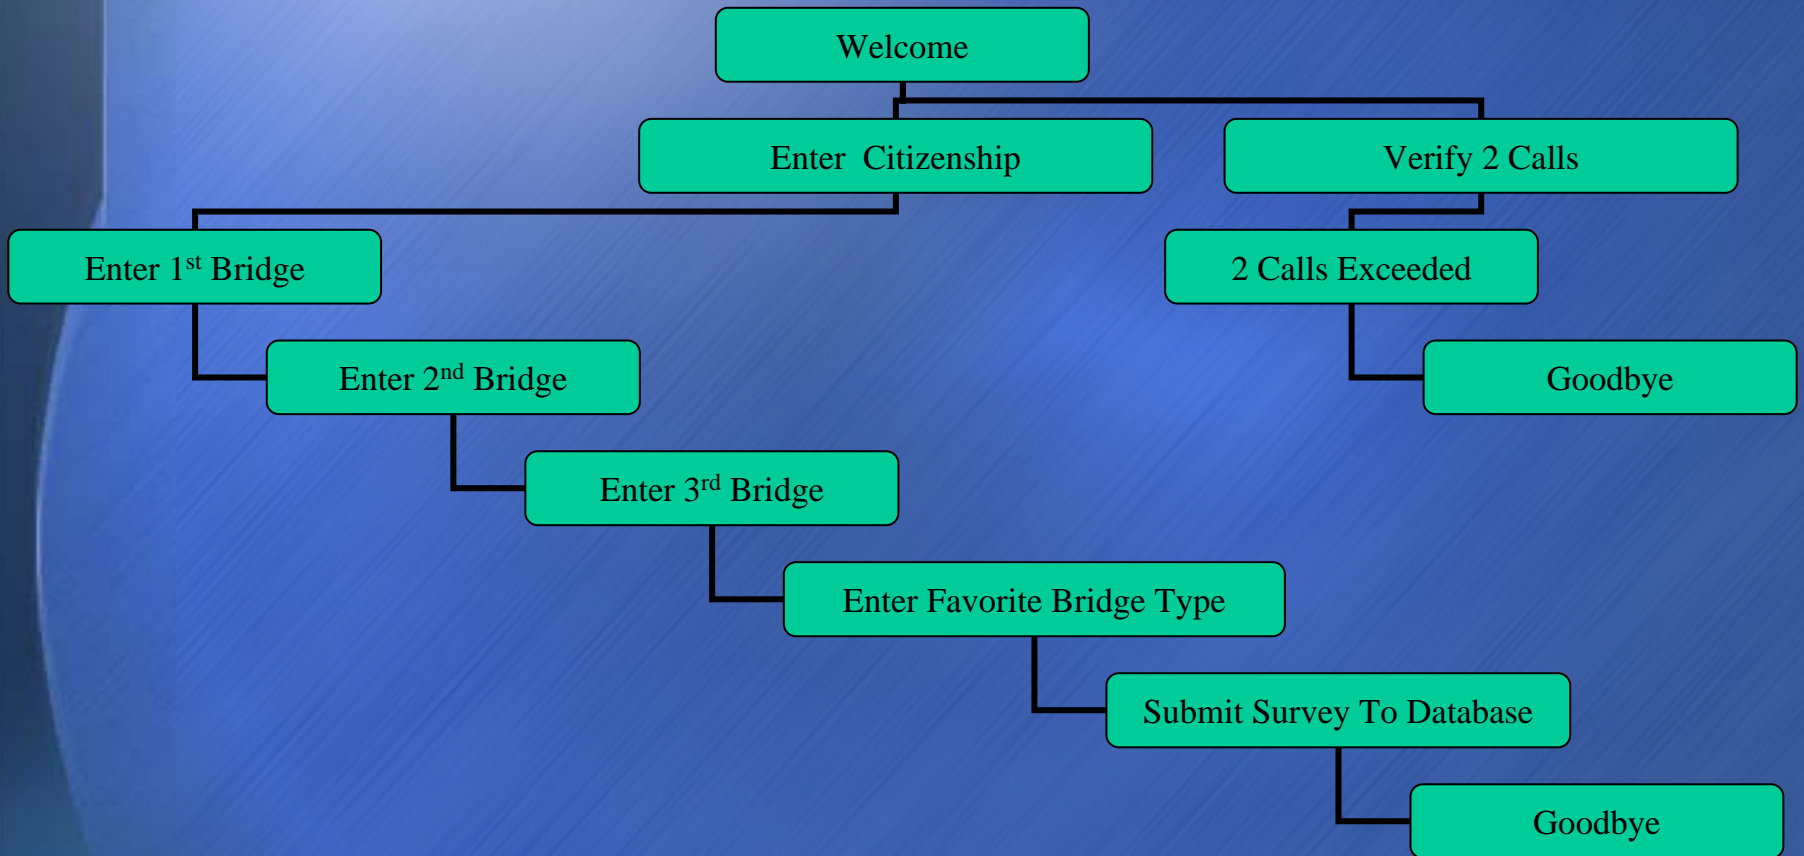 Welcome
Enter  Citizenship
Verify 2 Calls
Enter 1st Bridge
2 Calls Exceeded
Enter 2nd Bridge
Goodbye
Enter 3rd Bridge
Enter Favorite Bridge Type
Submit Survey To Database
Goodbye